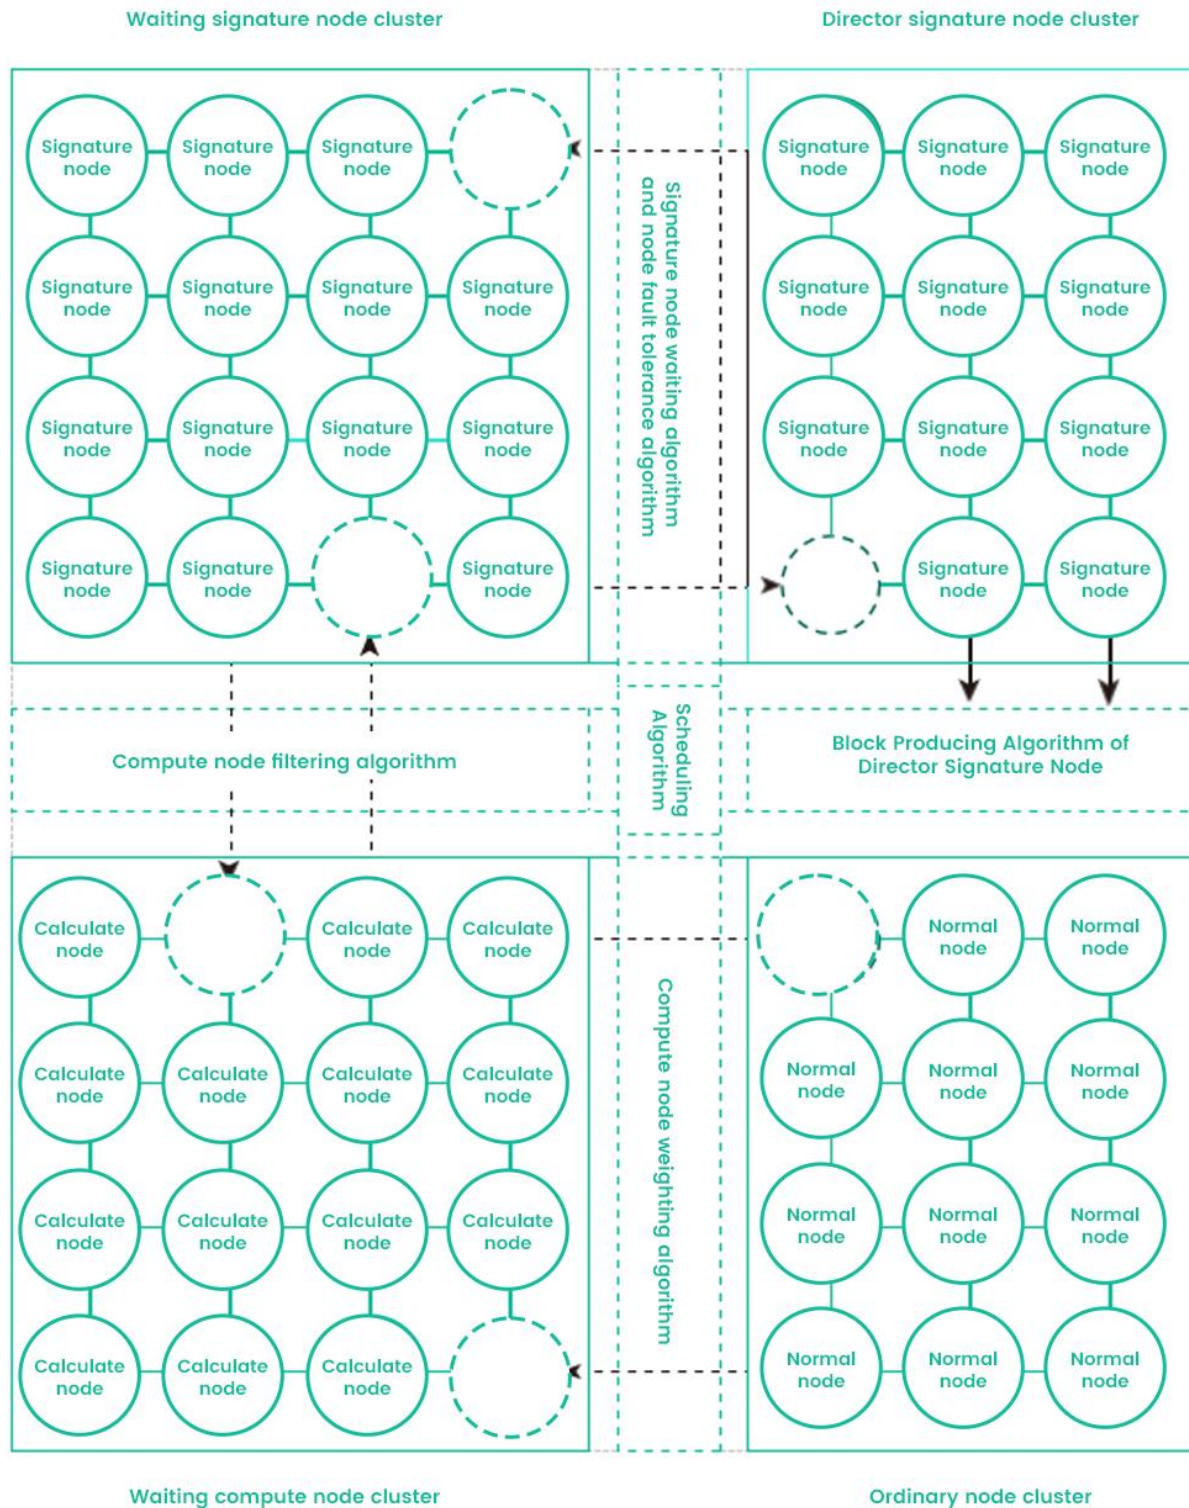 Waiting signature node cluster
Director signature node cluster
Signature
node
Signature
node
Signature
node
Signature
node
Signature
node
Signature
node
Signature
node
Signature
node
Signature
node
Signature
node
Signature
node
Signature
node
Signature
node
Signature
node
Signature
node
Signature
node
Signature
node
Signature
node
Signature
node
Signature
node
Signature
node
Signature
node
Signature
node
Signature
node
Signature
node
Signature node waiting algorithm
and node fault tolerance algorithm
Compute node filtering algorithm
Scheduling
Algorithm
Block Producing Algorithm of
Director Signature Node
Calculate
node
Calculate
node
Calculate
node
Normal
node
Normal
node
Calculate
node
Calculate
node
Calculate
node
Calculate
node
Normal
node
Normal
node
Normal
node
Calculate
node
Calculate
node
Calculate
node
Calculate
node
Normal
node
Normal
node
Normal
node
Calculate
node
Calculate
node
Calculate
node
Normal
node
Normal
node
Normal
node
Compute node weighting algorithm
Waiting compute node cluster
Ordinary node cluster